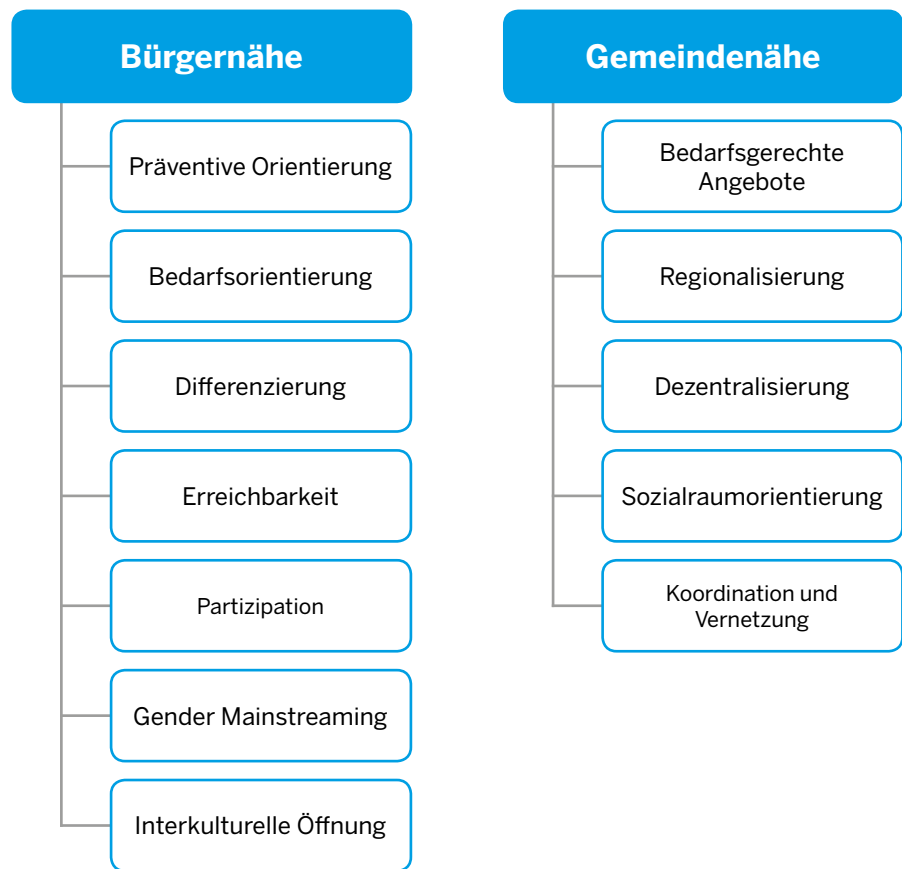 Bürgernähe
Präventive Orientierung
Bedarfsorientierung
Differenzierung
Erreichbarkeit
Partizipation
Gender Mainstreaming
Interkulturelle Öffnung
Gemeindenähe
Bedarfsgerechte
Angebote
Regionalisierung
Dezentralisierung
Sozialraumorientierung
Koordination und
Vernetzung